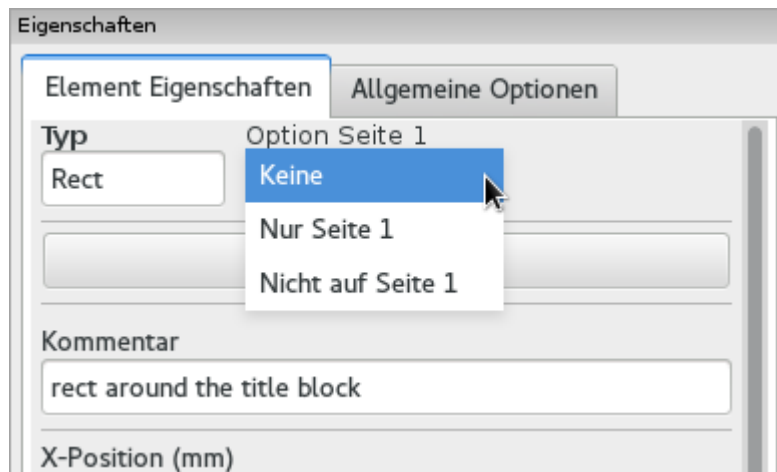 Eigenschaften
Element Eigenschaften Allgemeine Optionen
Typ Option Seite 1
Rect Keine
Nur Seite 1
Nicht auf Seite 1
Kommentar
rect around the title block
X-Position (mm)